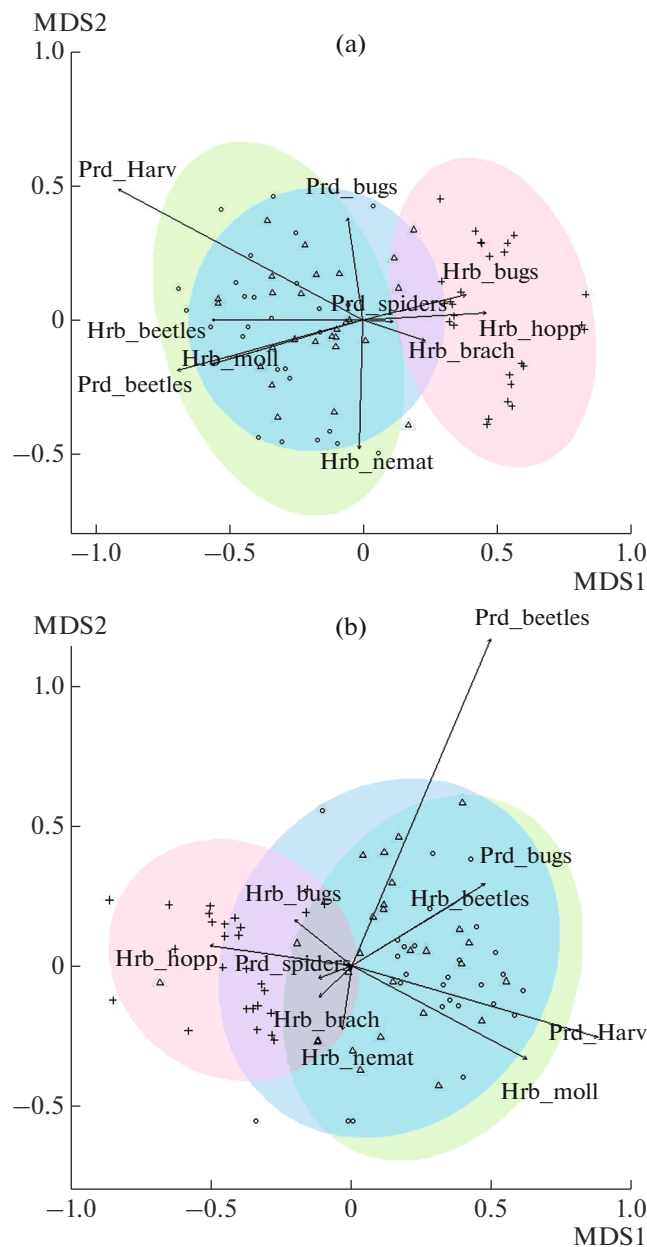 MDS2
(a)
1.0
Prd_Harv
0.5
Prd_bugs
Hrb_bugs
Prd_spiders
0
Hrb_beetles
Hrb_hopp
Hrb_moll
Hrb_brach
Prd_beetles
−0.5
Hrb_nemat
−1.0
−0.5
0
0.5
1.0
MDS1
MDS2
(b)
Prd_beetles
1.0
0.5
Prd_bugs
Hrb_bugs
Hrb_beetles
0
Hrb_hopp
Prd_spiders
Hrb_brach
Prd_Harv
Hrb_nemat
Hrb_moll
−0.5
−1.0
−0.5
0
0.5
1.0
MDS1